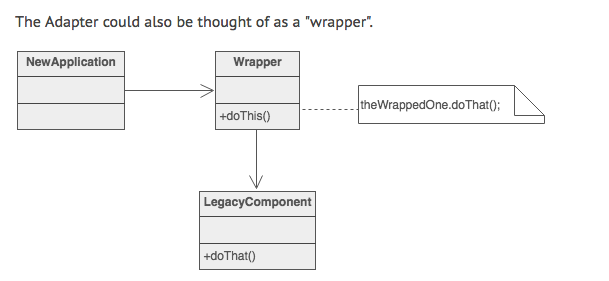 The Adapter could also be thought of as a "wrapper".
NewApplication
Wrapper
+doThis()
theWrappedOne.doThat();
LegacyComponent
+doThat()